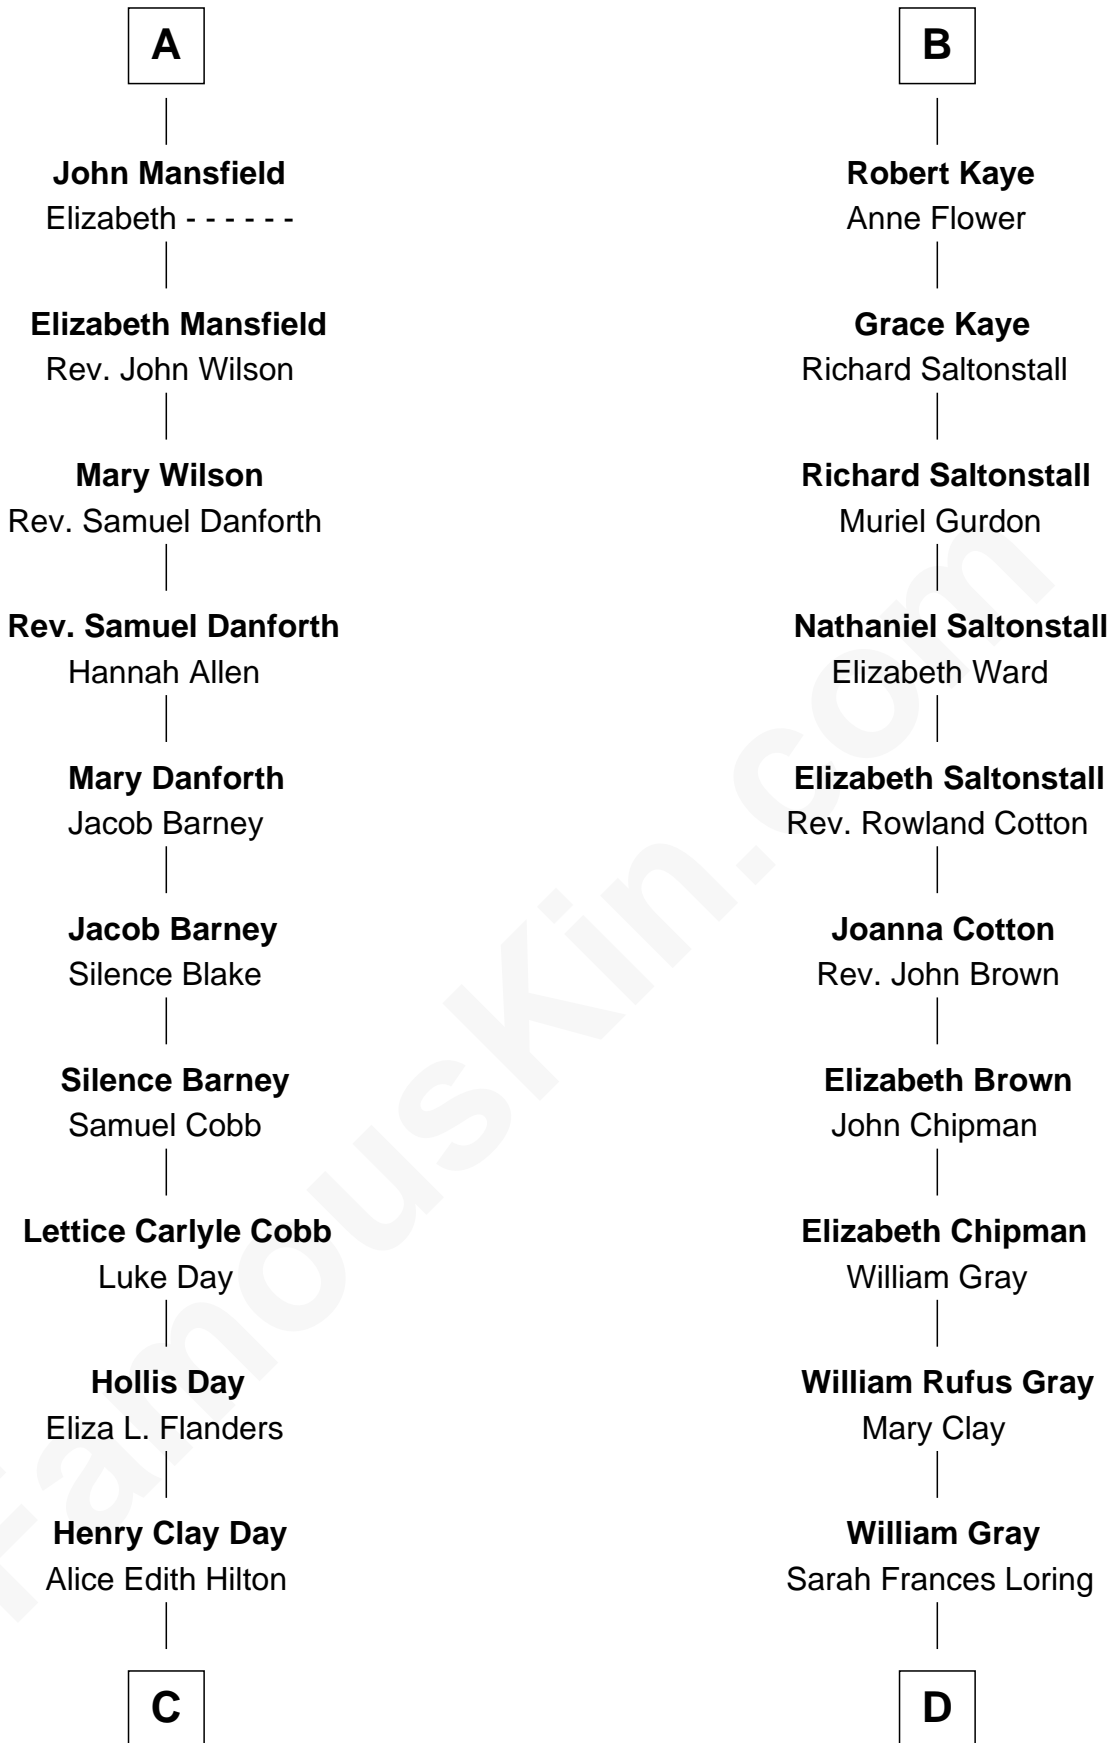 A
John Mansfield
Elizabeth - - - - - -
Elizabeth Mansfield
Rev. John Wilson
Mary Wilson
Rev. Samuel Danforth
Rev. Samuel Danforth
Hannah Allen
Mary Danforth
Jacob Barney
Jacob Barney
Silence Blake
Silence Barney
Samuel Cobb
Lettice Carlyle Cobb
Luke Day
Hollis Day
Eliza L. Flanders
Henry Clay Day
Alice Edith Hilton
C
B
Robert Kaye
Anne Flower
Grace Kaye
Richard Saltonstall
Richard Saltonstall
Muriel Gurdon
Nathaniel Saltonstall
Elizabeth Ward
Elizabeth Saltonstall
Rev. Rowland Cotton
Joanna Cotton
Rev. John Brown
Elizabeth Brown
John Chipman
Elizabeth Chipman
William Gray
William Rufus Gray
Mary Clay
William Gray
Sarah Frances Loring
D
FamousKin.com